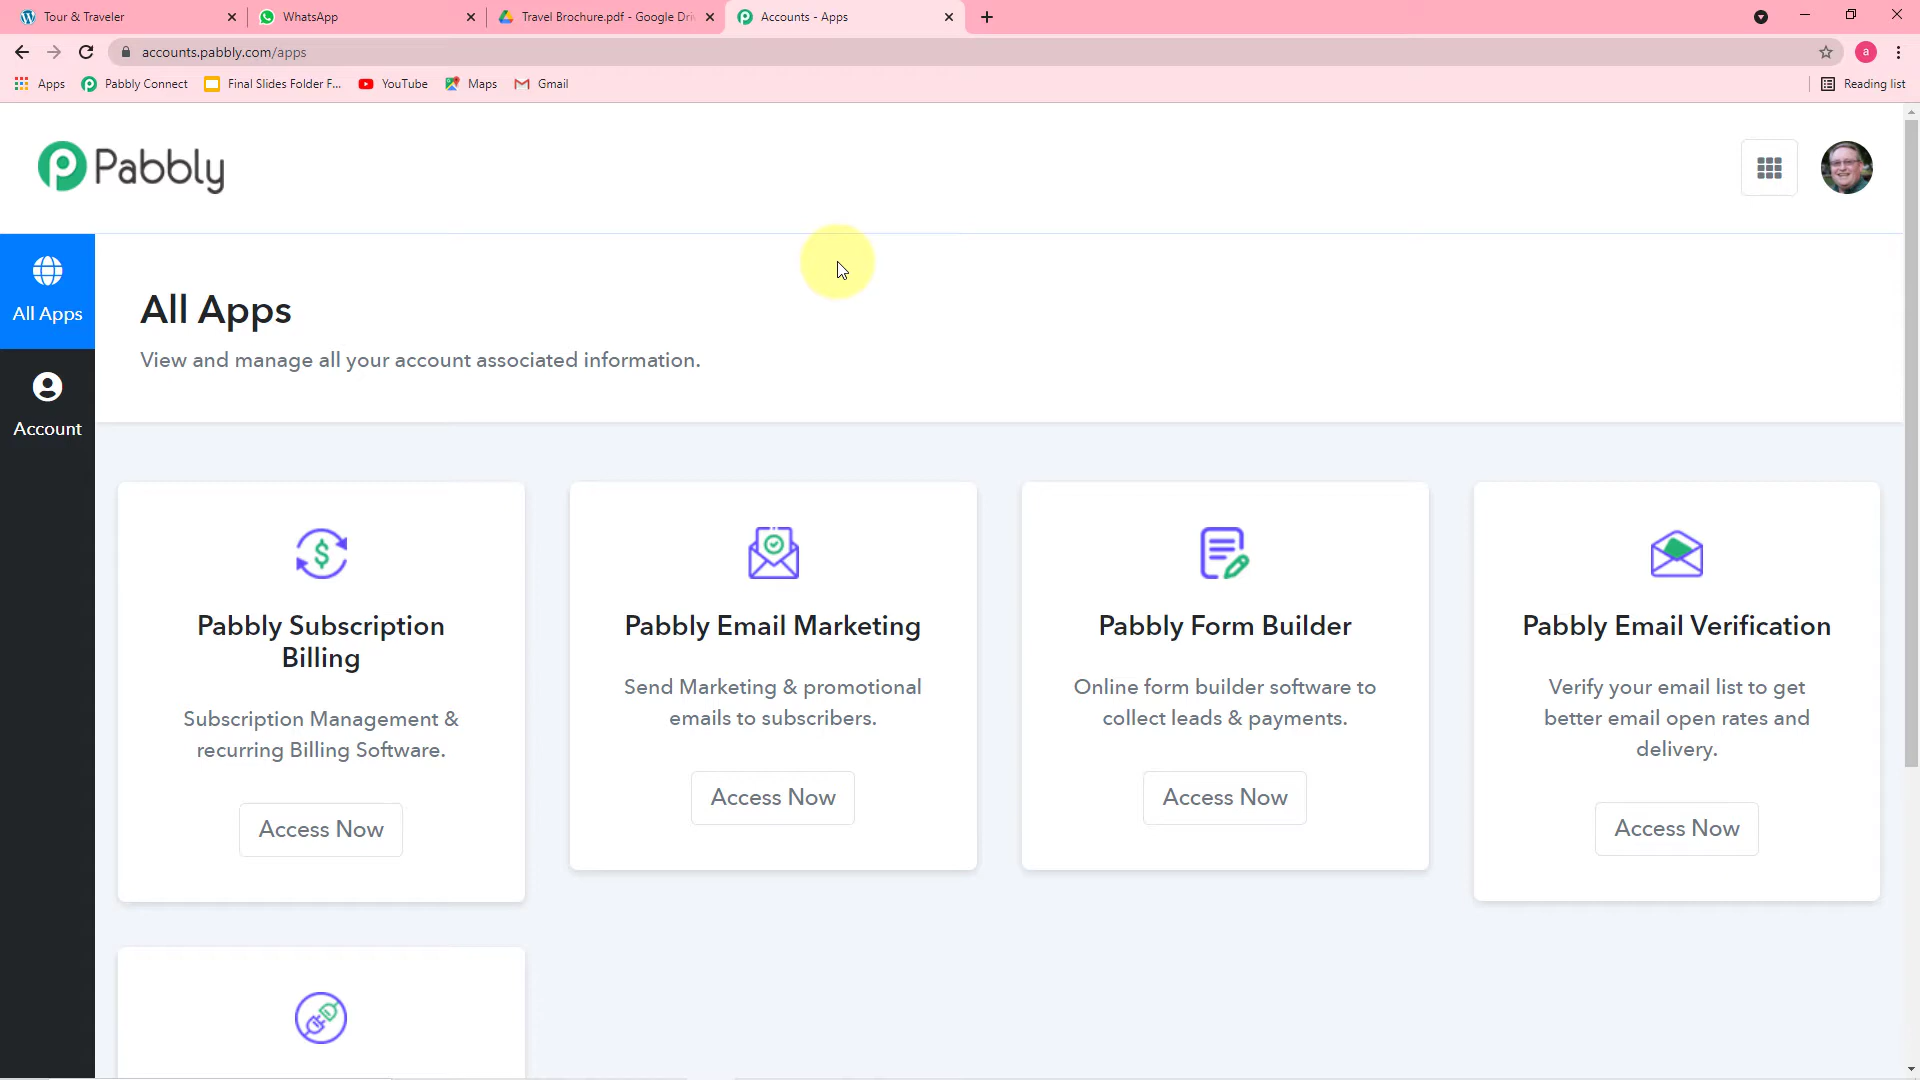 Tour & Traveler
WhatsApp
Travel Brochure.pdf - Google Dri
Accounts - Apps
accounts.pabbly.com/apps
a
Apps
Pabbly Connect
Final Slides Folder F...
YouTube
Maps
Gmail
Reading list
Pabbly
All Apps
Account
All Apps
View and manage all your account associated information.
Pabbly Subscription
Billing
Subscription Management &
recurring Billing Software.
Access Now
Pabbly Email Marketing
Send Marketing & promotional
emails to subscribers.
Access Now
Pabbly Form Builder
Online form builder software to
collect leads & payments.
Access Now
Pabbly Email Verification
Verify your email list to get
better email open rates and
delivery.
Access Now